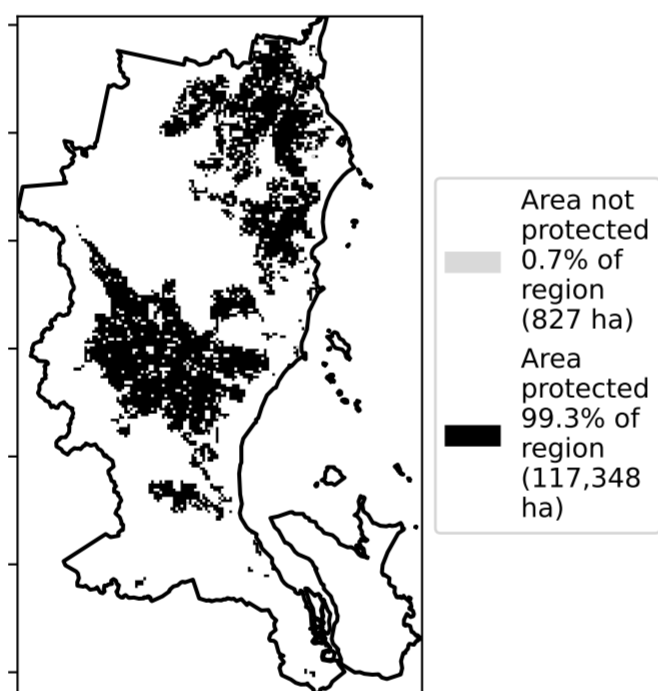 Area not
protected
0.7% of
region
(827 ha)
Area
protected
99.3% of
region
(117,348
ha)